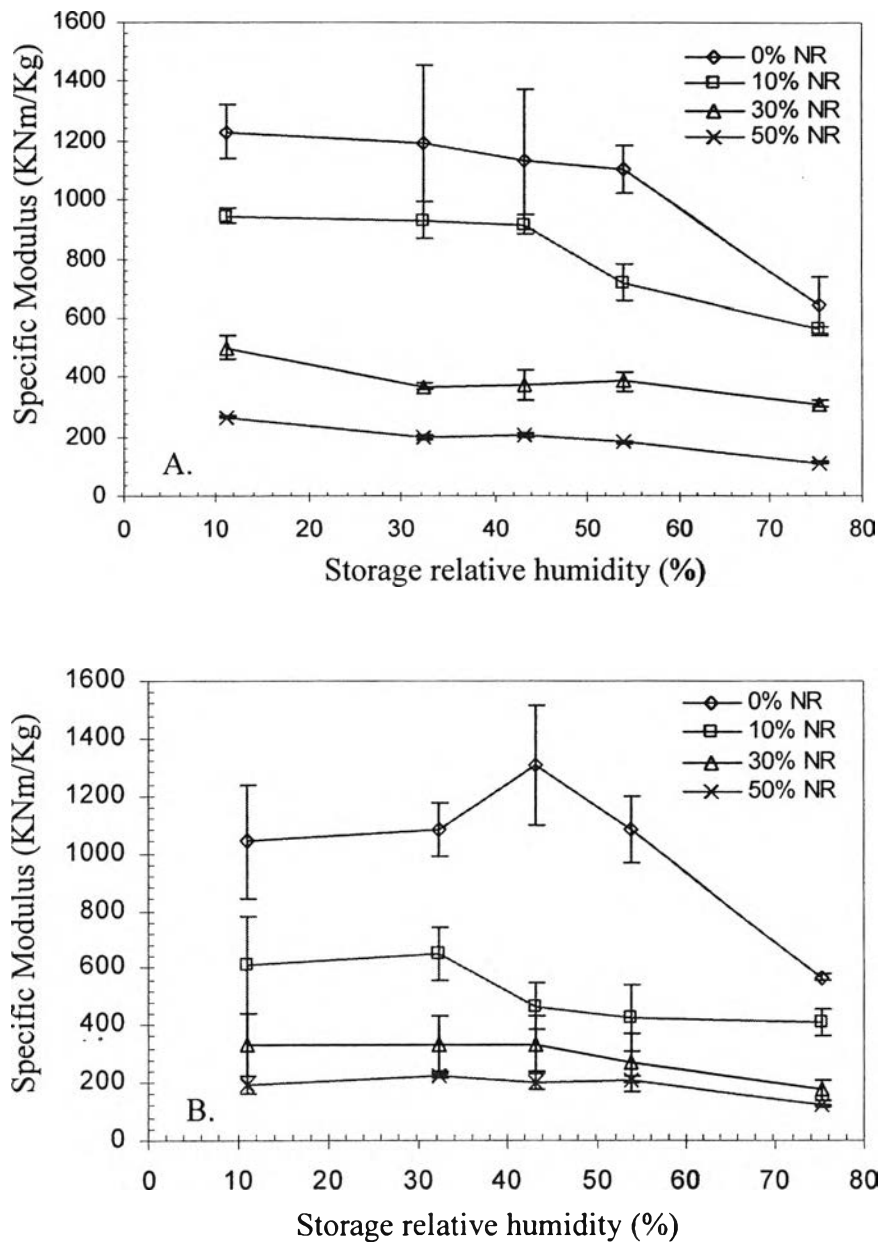 1600
1400
1200
1000
800
600
400
200
0
Specific Modulus (KNm/Kg)
0% NR
10% NR
30% NR
50% NR
A.
0 10 20 30 40 50 60 70 80
Storage relative humidity (%)
1600
1400
1200
1000
800
600
400
200
0
Specific Modulus (KNm/Kg)
0% NR
10% NR
30% NR
50% NR
B.
0 10 20 30 40 50 60 70 80
Storage relative humidity (%)